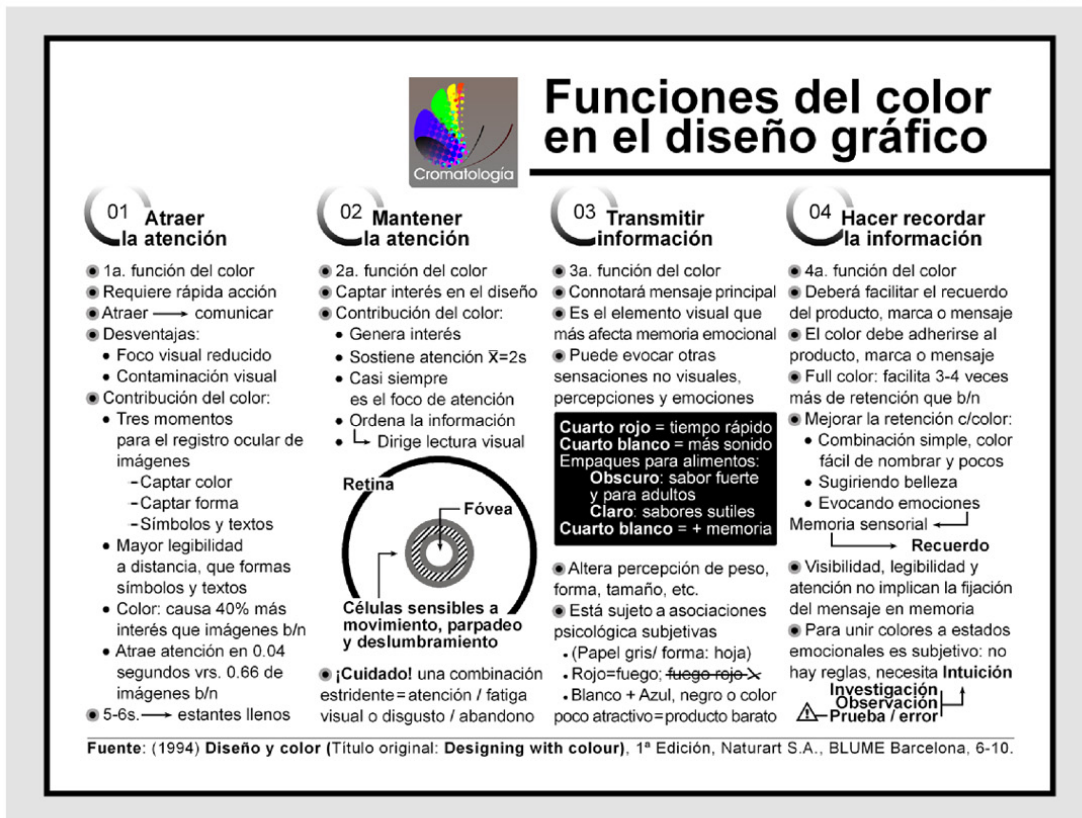 Cromatología
Funciones del color
en el diseño gráfico
01 Atraer
la atención
1a. función del color
Requiere rápida acción
Atraer → comunicar
Desventajas:
Foco visual reducido
Contaminación visual
Contribución del color:
Tres momentos
para el registro ocular de
imágenes
-Captar color
-Captar forma
-Símbolos y textos
Mayor legibilidad
a distancia, que formas
símbolos y textos
Color: causa 40% más
interés que imágenes b/n
Atrae atención en 0.04
segundos vrs. 0.66 de
imágenes b/n
5-6s. → estantes llenos
02 Mantener
la atención
2a. función del color
Captar interés en el diseño
Contribución del color:
Genera interés
Sostiene atención x̅=2s
Casi siempre
es el foco de atención
Ordena la información
Dirige lectura visual
Retina
Fóvea
Células sensibles a
movimiento, parpadeo
y deslumbramiento
¡Cuidado! una combinación
estridente=atención / fatiga
visual o disgusto / abandono
03 Transmitir
información
3a. función del color
Connotará mensaje principal
Es el elemento visual que
más afecta memoria emocional
Puede evocar otras
sensaciones no visuales,
percepciones y emociones
Cuarto rojo = tiempo rápido
Cuarto blanco = más sonido
Empaques para alimentos:
Obscuro: sabor fuerte
y para adultos
Claro: sabores sutiles
Cuarto blanco = + memoria
Altera percepción de peso,
forma, tamaño, etc.
Está sujeto a asociaciones
psicológica subjetivas
(Papel gris/ forma: hoja)
Rojo=fuego; fuego rojo X
Blanco + Azul, negro o color
poco atractivo=producto barato
04 Hacer recordar
la información
4a. función del color
Deberá facilitar el recuerdo
del producto, marca o mensaje
El color debe adherirse al
producto, marca o mensaje
Full color: facilita 3-4 veces
más de retención que b/n
Mejorar la retención c/color:
Combinación simple, color
fácil de nombrar y pocos
Sugiriendo belleza
Evocando emociones
Memoria sensorial
Recuerdo
Visibilidad, legibilidad y
atención no implican la fijación
del mensaje en memoria
Para unir colores a estados
emocionales es subjetivo: no
hay reglas, necesita Intuición
Investigación
Observación
Prueba / error
Fuente: (1994) Diseño y color (Título original: Designing with colour), 1ª Edición, Naturart S.A., BLUME Barcelona, 6-10.